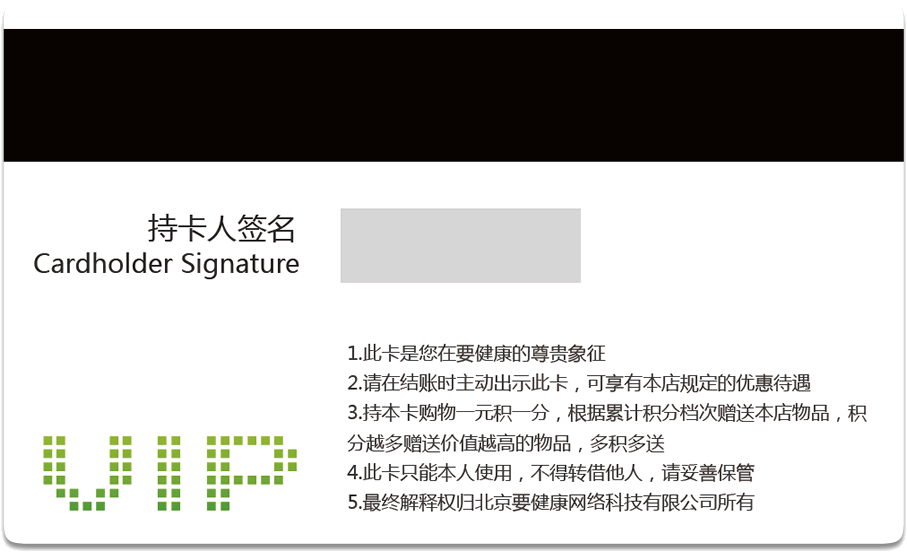 持卡人签名
Cardholder Signature
1.此卡是您在要健康的尊贵象征
2.请在结账时主动出示此卡，可享有本店规定的优惠待遇
3.持本卡购物一元积一分，根据累计积分档次赠送本店物品，积
分越多赠送价值越高的物品，多积多送
4.此卡只能本人使用，不得转借他人，请妥善保管
5.最终解释权归北京要健康网络科技有限公司所有
VIP